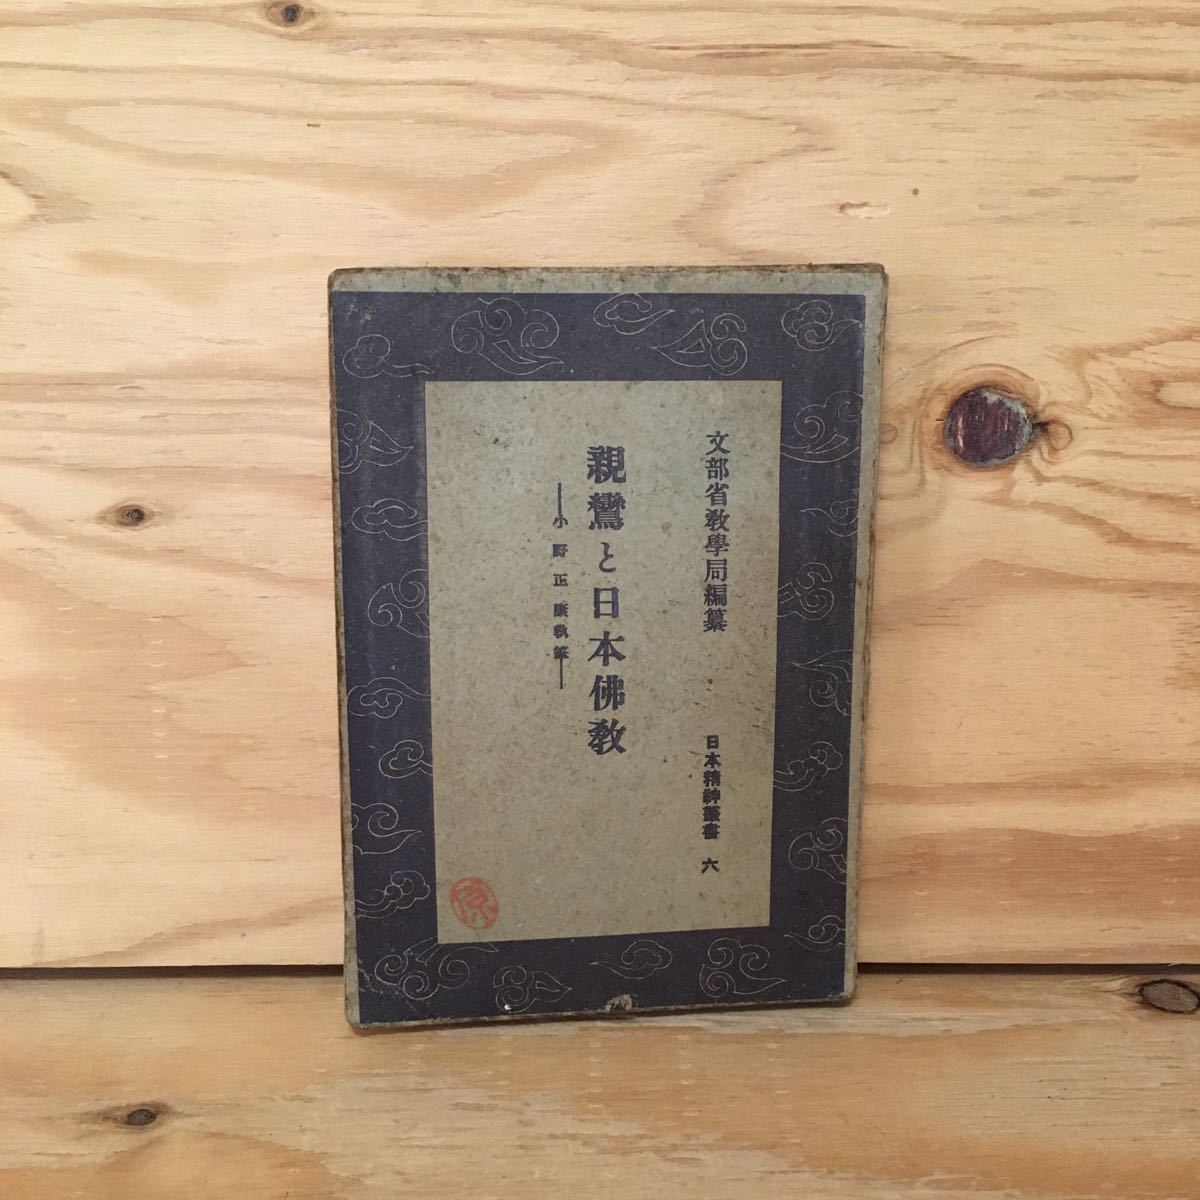 文部省教學局編纂
日本精神叢書 六
親鸞と日本佛教
―小野正康執筆―
原